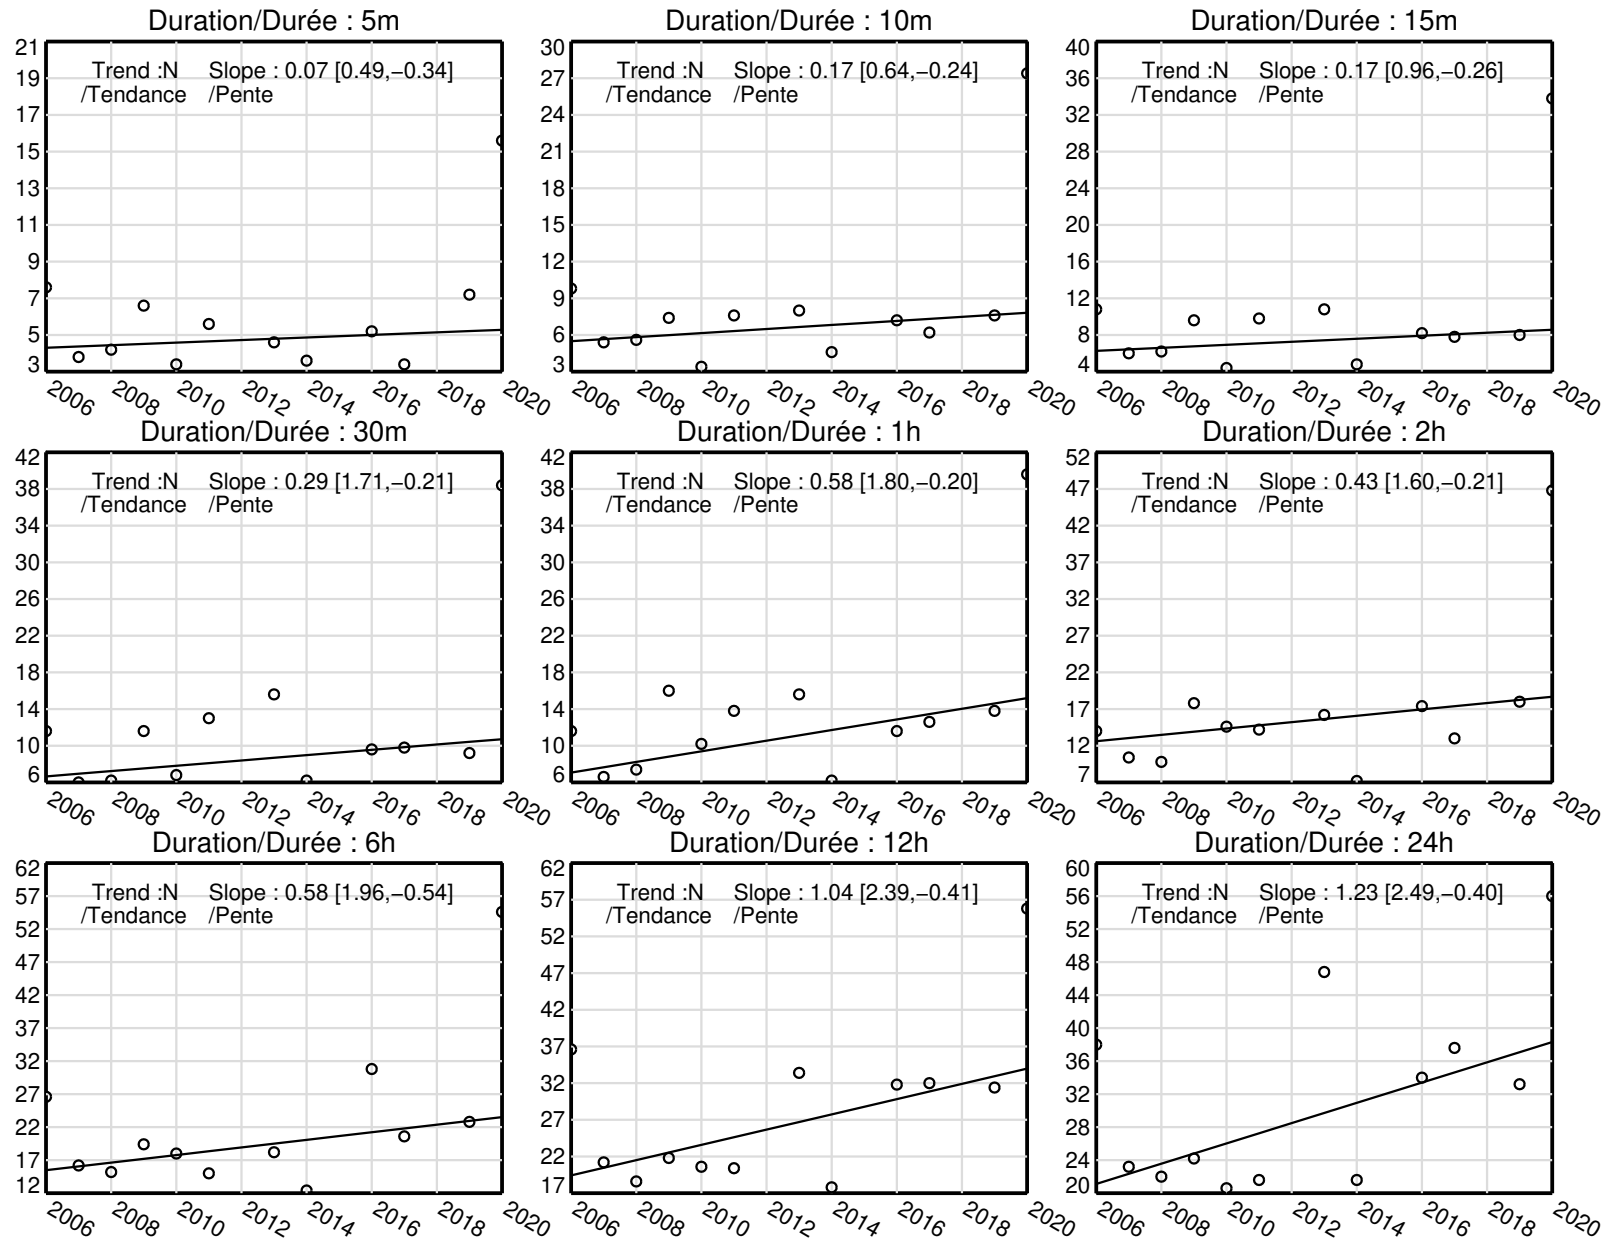 Duration/Durée : 5m
21
19
17
15
13
11
9
7
5
3
Trend :N Slope : 0.07 [0.49,−0.34]
/Tendance /Pente
2006 2008 2010 2012 2014 2016 2018 2020
Duration/Durée : 10m
30
27
24
21
18
15
12
9
6
3
Trend :N Slope : 0.17 [0.64,−0.24]
/Tendance /Pente
2006 2008 2010 2012 2014 2016 2018 2020
Duration/Durée : 15m
40
36
32
28
24
20
16
12
8
4
Trend :N Slope : 0.17 [0.96,−0.26]
/Tendance /Pente
2006 2008 2010 2012 2014 2016 2018 2020
Duration/Durée : 30m
42
38
34
30
26
22
18
14
10
6
Trend :N Slope : 0.29 [1.71,−0.21]
/Tendance /Pente
2006 2008 2010 2012 2014 2016 2018 2020
Duration/Durée : 1h
42
38
34
30
26
22
18
14
10
6
Trend :N Slope : 0.58 [1.80,−0.20]
/Tendance /Pente
2006 2008 2010 2012 2014 2016 2018 2020
Duration/Durée : 2h
52
47
42
37
32
27
22
17
12
7
Trend :N Slope : 0.43 [1.60,−0.21]
/Tendance /Pente
2006 2008 2010 2012 2014 2016 2018 2020
Duration/Durée : 6h
62
57
52
47
42
37
32
27
22
17
12
Trend :N Slope : 0.58 [1.96,−0.54]
/Tendance /Pente
2006 2008 2010 2012 2014 2016 2018 2020
Duration/Durée : 12h
62
57
52
47
42
37
32
27
22
17
Trend :N Slope : 1.04 [2.39,−0.41]
/Tendance /Pente
2006 2008 2010 2012 2014 2016 2018 2020
Duration/Durée : 24h
60
56
52
48
44
40
36
32
28
24
20
Trend :N Slope : 1.23 [2.49,−0.40]
/Tendance /Pente
2006 2008 2010 2012 2014 2016 2018 2020